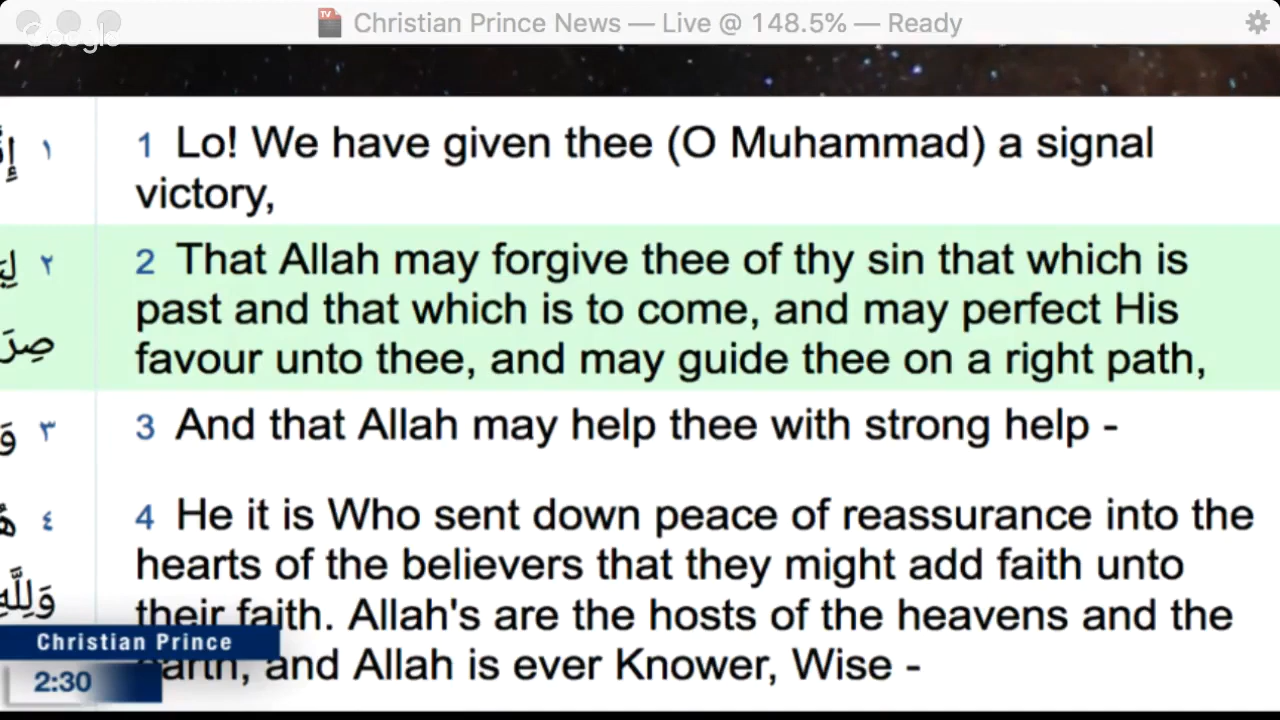 Christian Prince News — Live @ 148.5% — Ready
Google
١
1 Lo! We have given thee (O Muhammad) a signal
victory,
٢
2 That Allah may forgive thee of thy sin that which is
past and that which is to come, and may perfect His
favour unto thee, and may guide thee on a right path,
٣
3 And that Allah may help thee with strong help -
٤
4 He it is Who sent down peace of reassurance into the
hearts of the believers that they might add faith unto
وَلِلَّهِ
their faith. Allah's are the hosts of the heavens and the
earth, and Allah is ever Knower, Wise -
Christian Prince
2:30